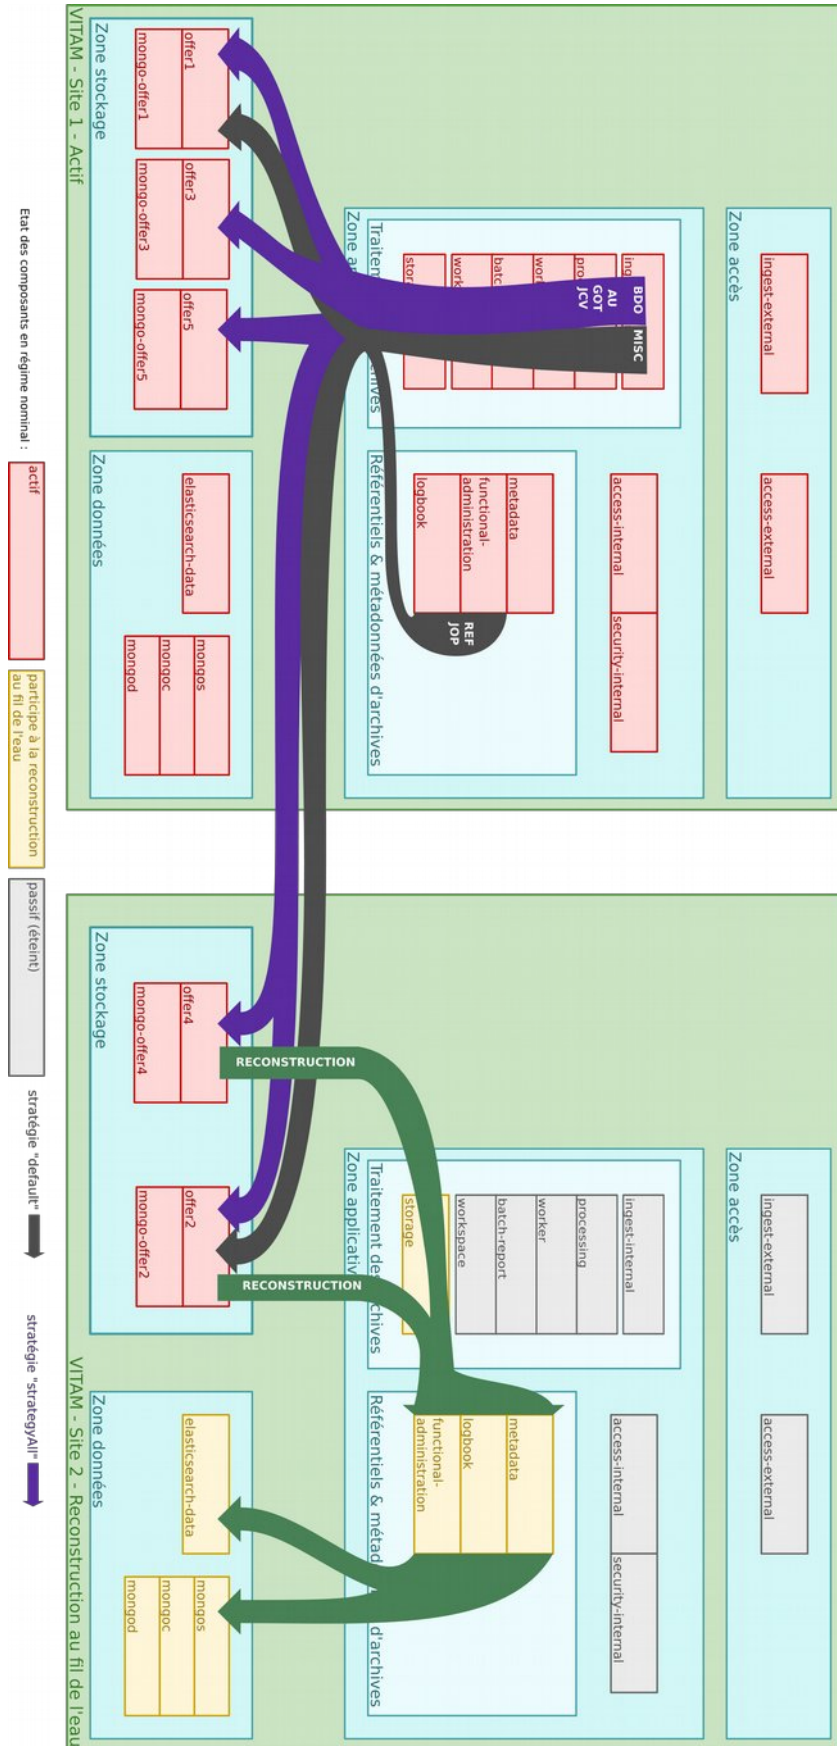 Zone accès
ingest-external
access-external
Zone accès
ingest-external
access-external
access-internal
security-internal
BDO
AU
GOT
JCV
MISC
metadata
functional-
administration
logbook
REF
JOP
Référentiels & métadonnées d'archives
access-internal
security-internal
ingest-internal
processing
worker
batch-report
workspace
storage
metadata
logbook
functional-
administration
Zone stockage
offer1
mongo-offer1
offer3
mongo-offer3
offer5
mongo-offer5
Zone données
elasticsearch-data
mongos
mongoc
mongod
VITAM - Site 1 - Actif
RECONSTRUCTION
RECONSTRUCTION
Zone stockage
offer4
mongo-offer4
offer2
mongo-offer2
Zone données
elasticsearch-data
mongos
mongoc
mongod
VITAM - Site 2 - Reconstruction au fil de l'eau
Etat des composants en régime nominal :
actif
participe à la reconstruction
au fil de l'eau
passif (éteint)
stratégie "default"
stratégie "strategyAll"